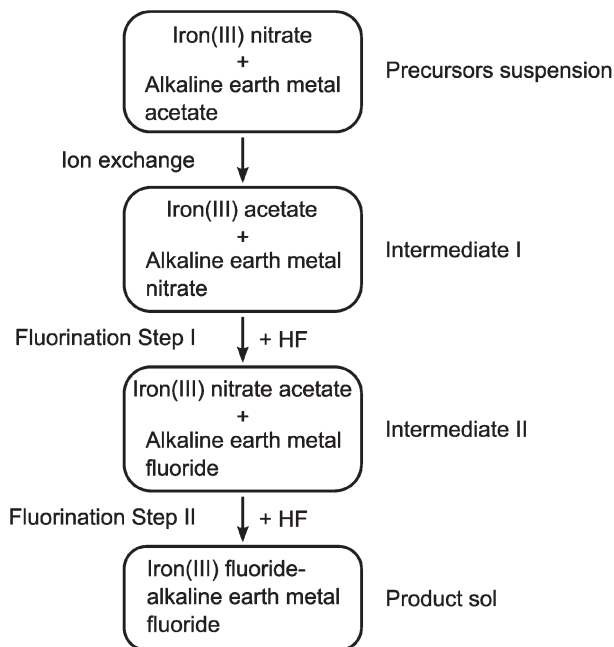 Iron(III) nitrate
+
Alkaline earth metal
acetate
Precursors suspension
Ion exchange
Iron(III) acetate
+
Alkaline earth metal
nitrate
Intermediate I
Fluorination Step I
+ HF
Iron(III) nitrate acetate
+
Alkaline earth metal
fluoride
Intermediate II
Fluorination Step II
+ HF
Iron(III) fluoride-
alkaline earth metal
fluoride
Product sol